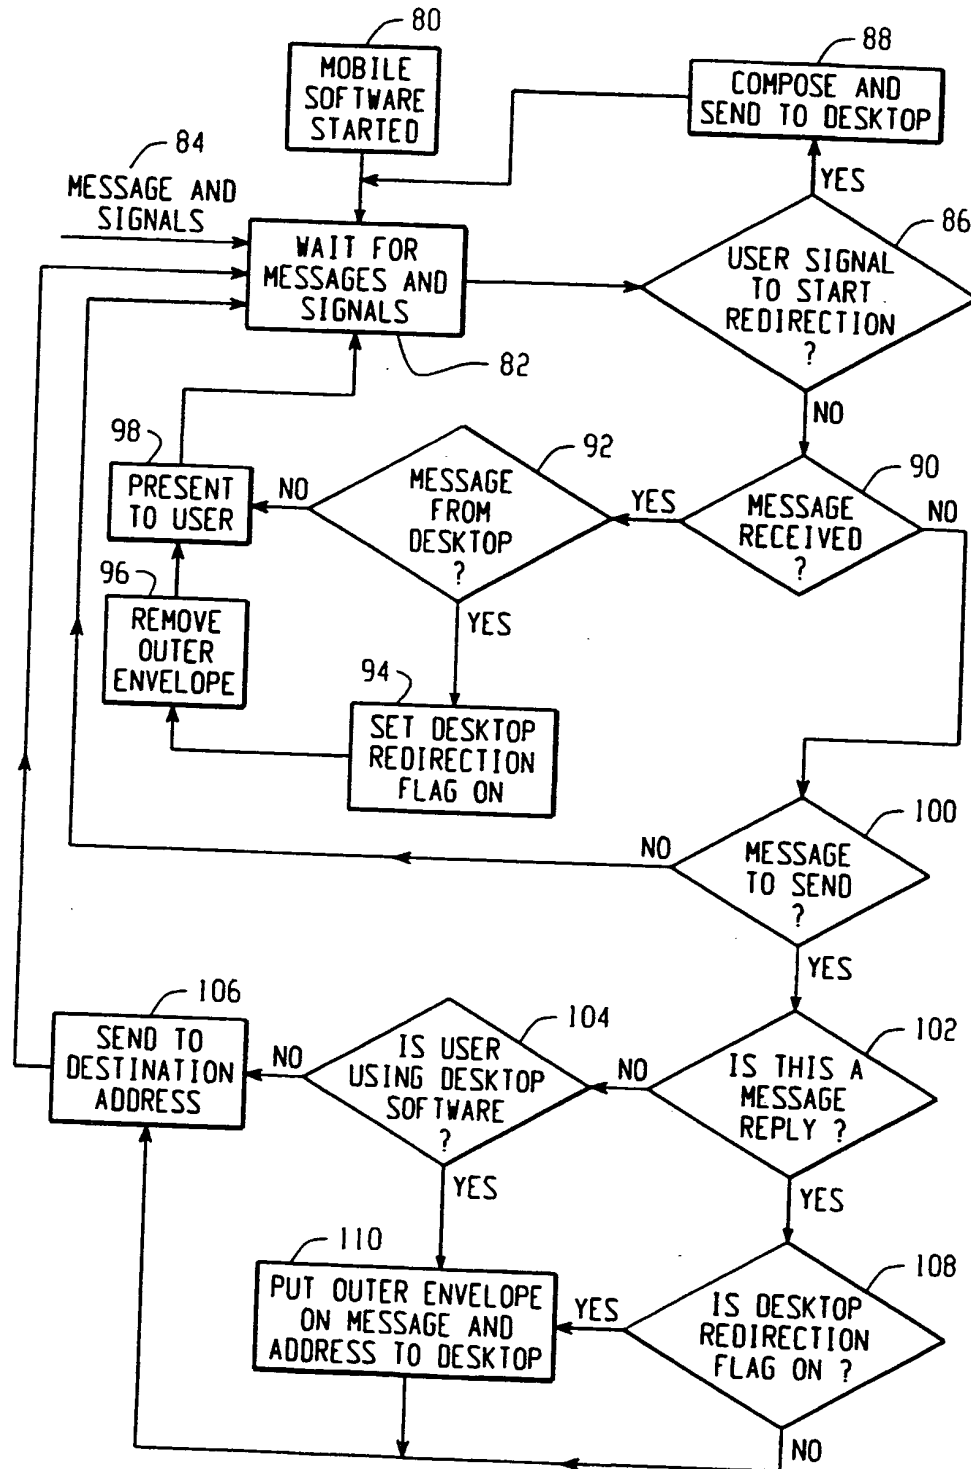 80
MOBILE
SOFTWARE
STARTED
88
COMPOSE AND
SEND TO DESKTOP
84
MESSAGE AND
SIGNALS
YES
86
WAIT FOR
MESSAGES AND
SIGNALS
82
USER SIGNAL
TO START
REDIRECTION
?
NO
98
PRESENT
TO USER
NO
92
MESSAGE
FROM
DESKTOP
?
YES
90
MESSAGE
RECEIVED
?
NO
96
REMOVE
OUTER
ENVELOPE
YES
94
SET DESKTOP
REDIRECTION
FLAG ON
100
NO
MESSAGE
TO SEND
?
YES
106
SEND TO
DESTINATION
ADDRESS
NO
104
IS USER
USING DESKTOP
SOFTWARE
?
NO
102
IS THIS A
MESSAGE
REPLY ?
YES
YES
110
PUT OUTER ENVELOPE
ON MESSAGE AND
ADDRESS TO DESKTOP
YES
108
IS DESKTOP
REDIRECTION
FLAG ON ?
NO